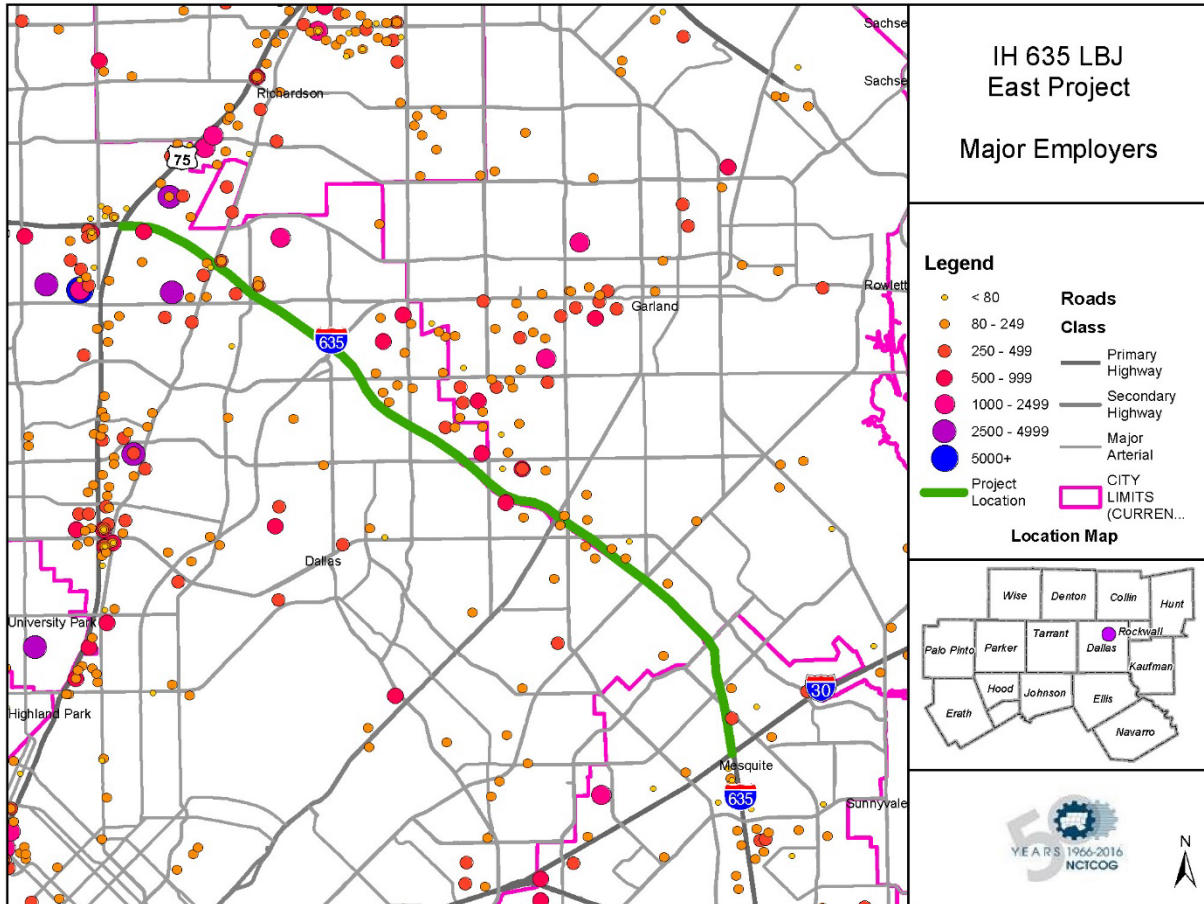 Sachse
Richardson
Sachse
75
Rowlett
Garland
635
Dallas
University Park
Highland Park
30
Mesquite
635
Sunnyvale
IH 635 LBJ
East Project
Major Employers
Legend
< 80
80 - 249
250 - 499
500 - 999
1000 - 2499
2500 - 4999
5000+
Project
Location
Roads
Class
Primary
Highway
Secondary
Highway
Major
Arterial
CITY
LIMITS
(CURREN...
Location Map
Wise
Denton
Collin
Hunt
Palo Pinto
Parker
Tarrant
Dallas
Rockwall
Kaufman
Erath
Hood
Johnson
Ellis
Navarro
50
YEARS 1966-2016
NCTCOG
N